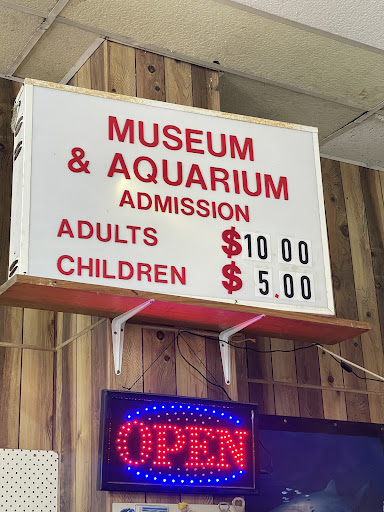 MUSEUM
& AQUARIUM
ADMISSION
ADULTS $10 00
CHILDREN $ 5.00
OPEN